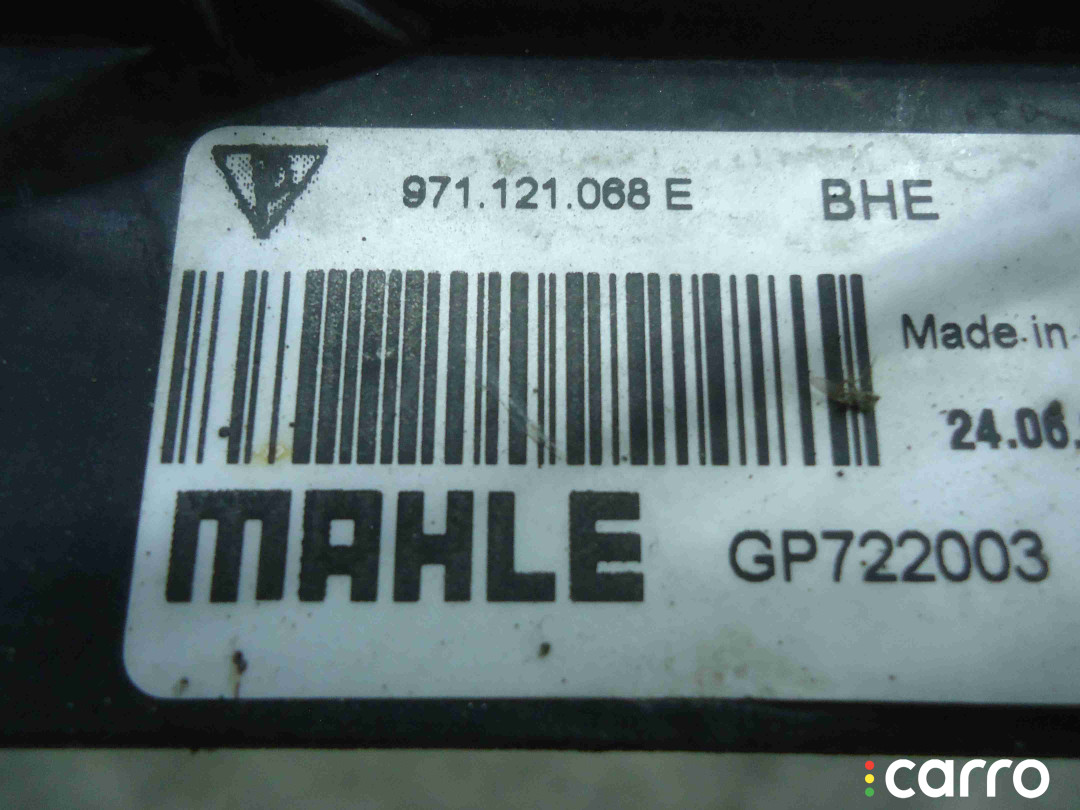 971.121.068 E BHE
Made in
24.06.
MAHLE
GP722003
carro